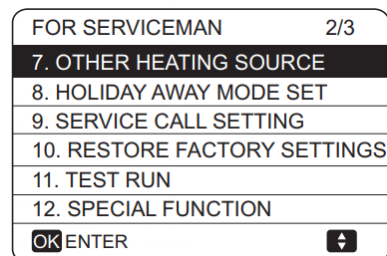 FOR SERVICEMAN 2/3
7. OTHER HEATING SOURCE
8. HOLIDAY AWAY MODE SET
9. SERVICE CALL SETTING
10. RESTORE FACTORY SETTINGS
11. TEST RUN
12. SPECIAL FUNCTION
OK ENTER